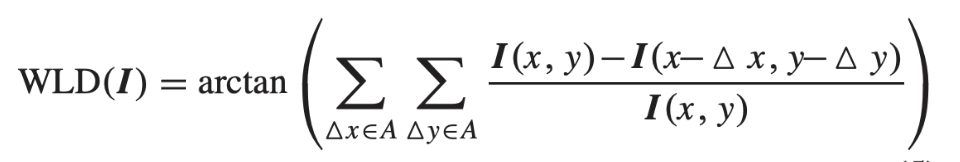 WLD(I) = arctan ( ∑_{△x∈A} ∑_{△y∈A} (I(x, y)−I(x−△x, y−△y)) / I(x, y) )